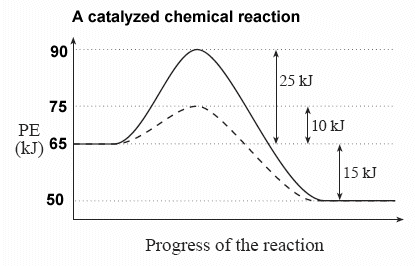 A catalyzed chemical reaction
90
25 kJ
75
10 kJ
PE
(kJ)
65
15 kJ
50
Progress of the reaction